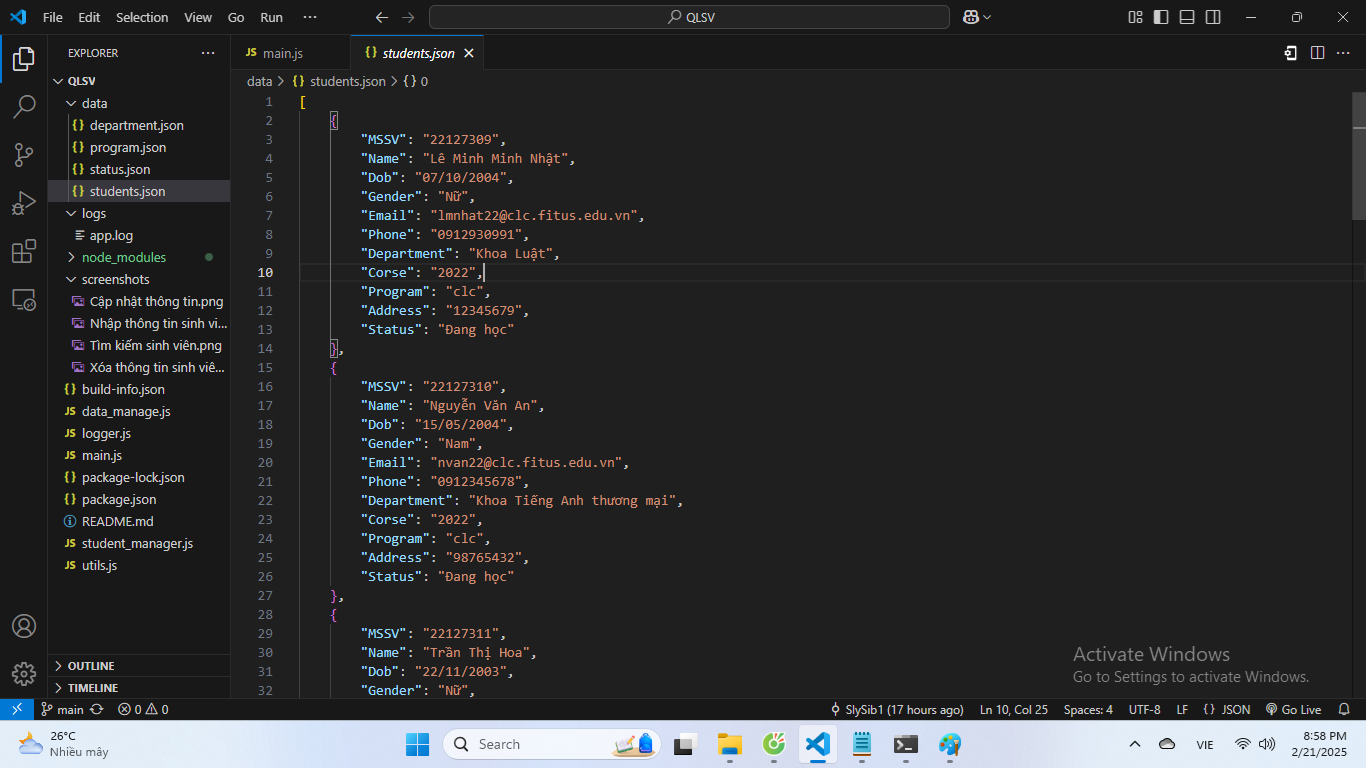 File Edit Selection View Go Run ···
QLSV
EXPLORER
QLSV
data
department.json
program.json
status.json
students.json
logs
app.log
node_modules
screenshots
Cập nhật thông tin.png
Nhập thông tin sinh vi...
Tìm kiếm sinh viên.png
Xóa thông tin sinh viê...
build-info.json
data_manage.js
logger.js
main.js
package-lock.json
package.json
README.md
student_manager.js
utils.js
OUTLINE
TIMELINE
JS main.js
{} students.json
data > {} students.json > {} 0
1 [
2 {
3 "MSSV": "22127309",
4 "Name": "Lê Minh Minh Nhật",
5 "Dob": "07/10/2004",
6 "Gender": "Nữ",
7 "Email": "lmnhat22@clc.fitus.edu.vn",
8 "Phone": "0912930991",
9 "Department": "Khoa Luật",
10 "Corse": "2022",
11 "Program": "clc",
12 "Address": "12345679",
13 "Status": "Đang học"
14 },
15 {
16 "MSSV": "22127310",
17 "Name": "Nguyễn Văn An",
18 "Dob": "15/05/2004",
19 "Gender": "Nam",
20 "Email": "nvan22@clc.fitus.edu.vn",
21 "Phone": "0912345678",
22 "Department": "Khoa Tiếng Anh thương mại",
23 "Corse": "2022",
24 "Program": "clc",
25 "Address": "98765432",
26 "Status": "Đang học"
27 },
28 {
29 "MSSV": "22127311",
30 "Name": "Trần Thị Hoa",
31 "Dob": "22/11/2003",
32 "Gender": "Nữ",
Activate Windows
Go to Settings to activate Windows.
main 0 0 SlySib1 (17 hours ago) Ln 10, Col 25 Spaces: 4 UTF-8 LF {} JSON Go Live
26°C
Nhiều mây
Search
VIE
8:58 PM
2/21/2025